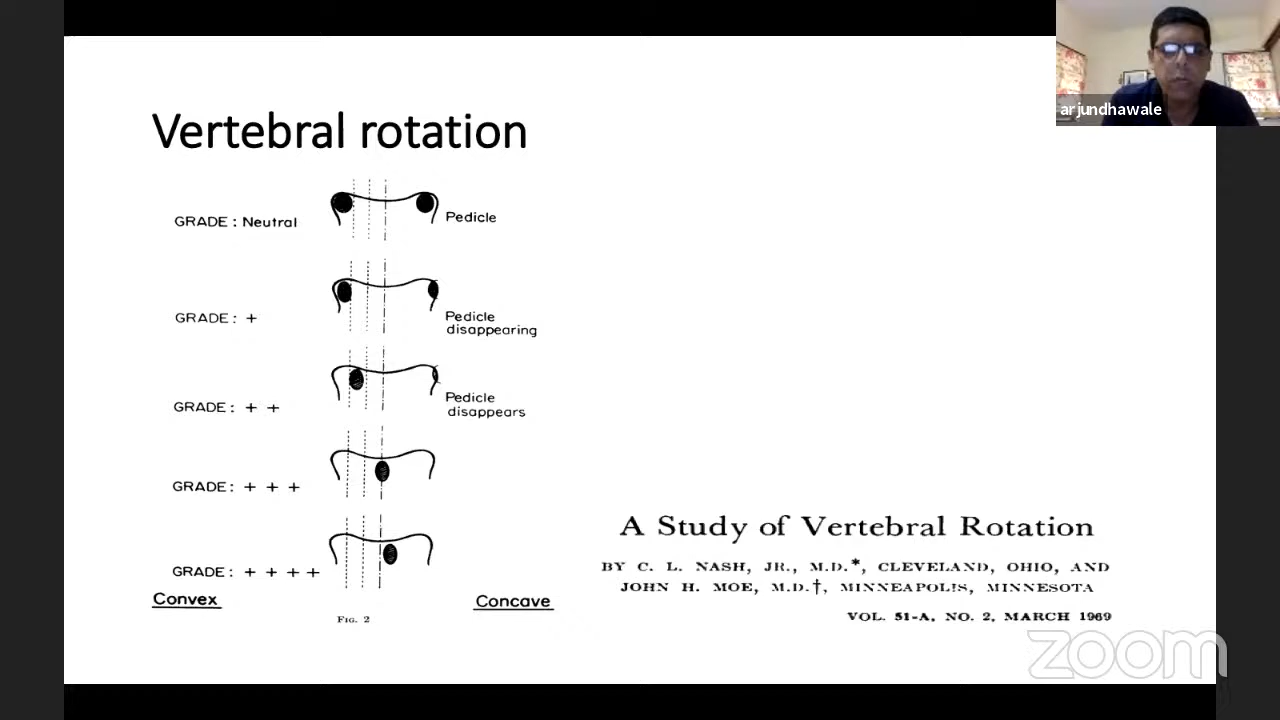 arjundhawale
Vertebral rotation
GRADE : Neutral
Pedicle
GRADE: +
Pedicle
disappearing
GRADE: + +
Pedicle
disappears
GRADE: + + +
GRADE: + + + +
Convex
Concave
FIG. 2
A Study of Vertebral Rotation
BY C. L. NASH, JR., M.D.*, CLEVELAND, OHIO, AND
JOHN H. MOE, M.D.†, MINNEAPOLIS, MINNESOTA
VOL. 51-A, NO. 2, MARCH 1969
zoom